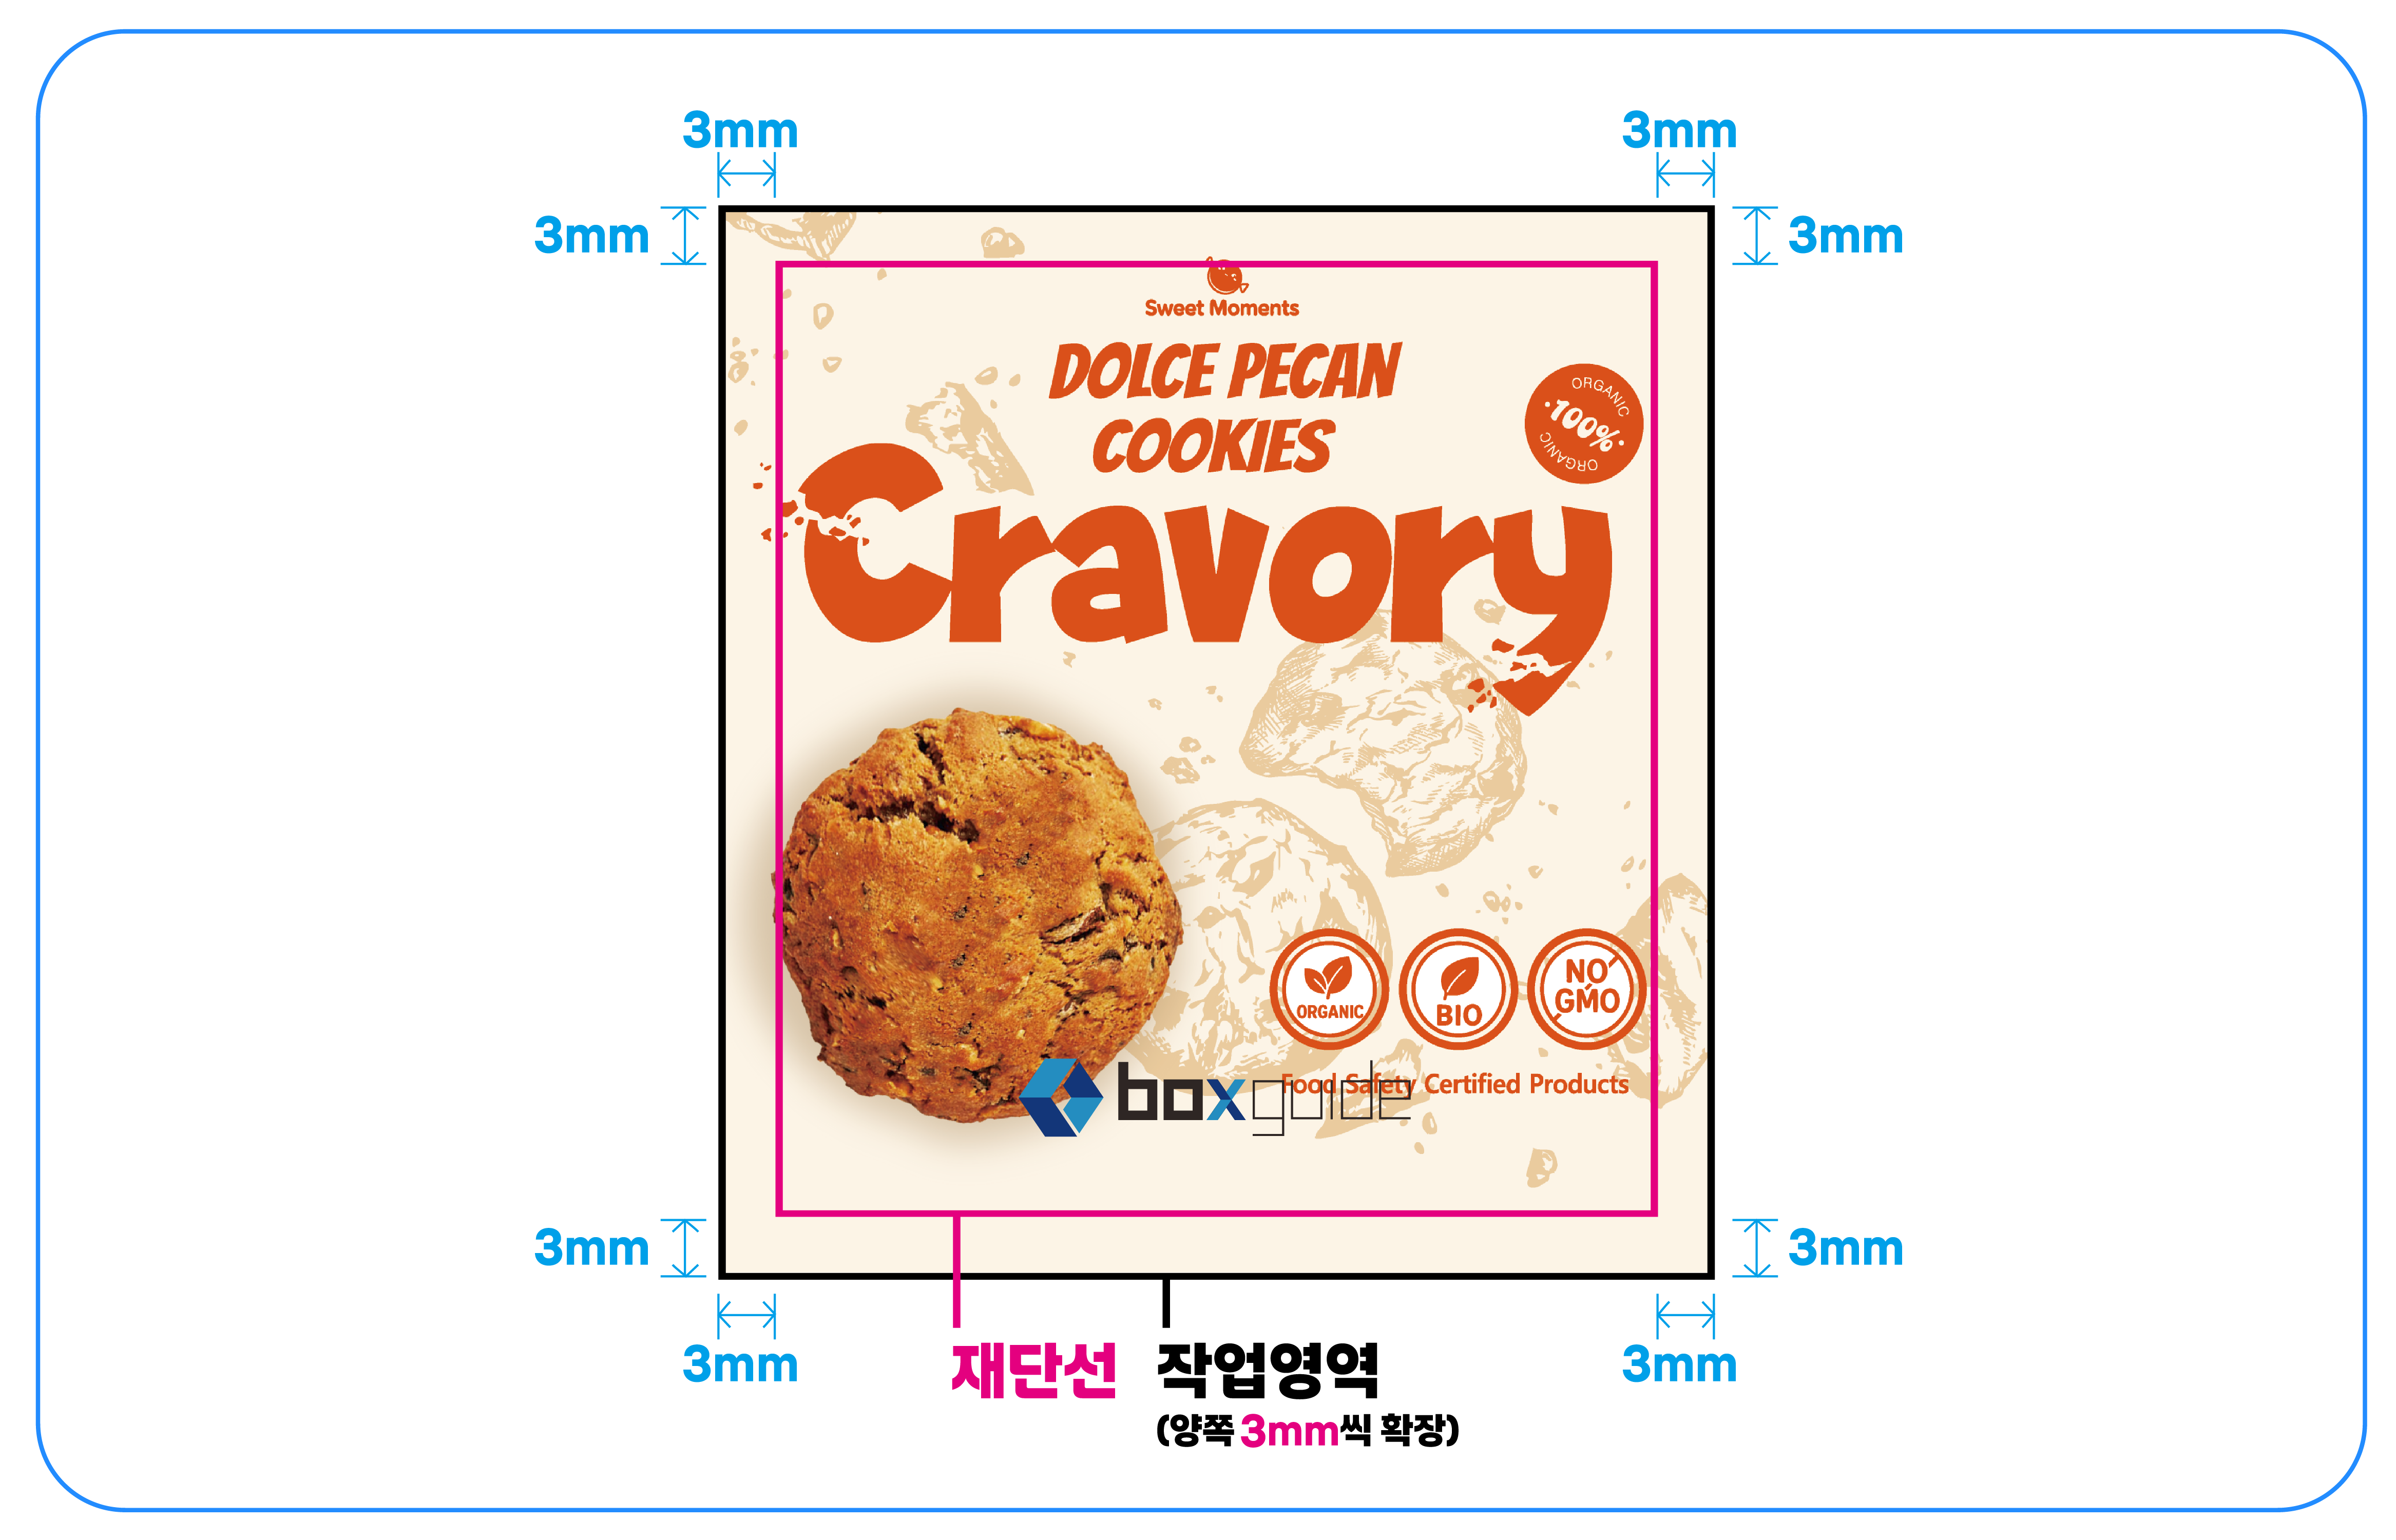 3mm
3mm
3mm
3mm
Sweet Moments
DOLCE PECAN
COOKIES
ORGANIC
100%
ORGANIC
Cravory
ORGANIC
BIO
NO
GMO
Food Safety Certified Products
boxguide
3mm
3mm
3mm
3mm
재단선
작업영역
(양쪽 3mm씩 확장)